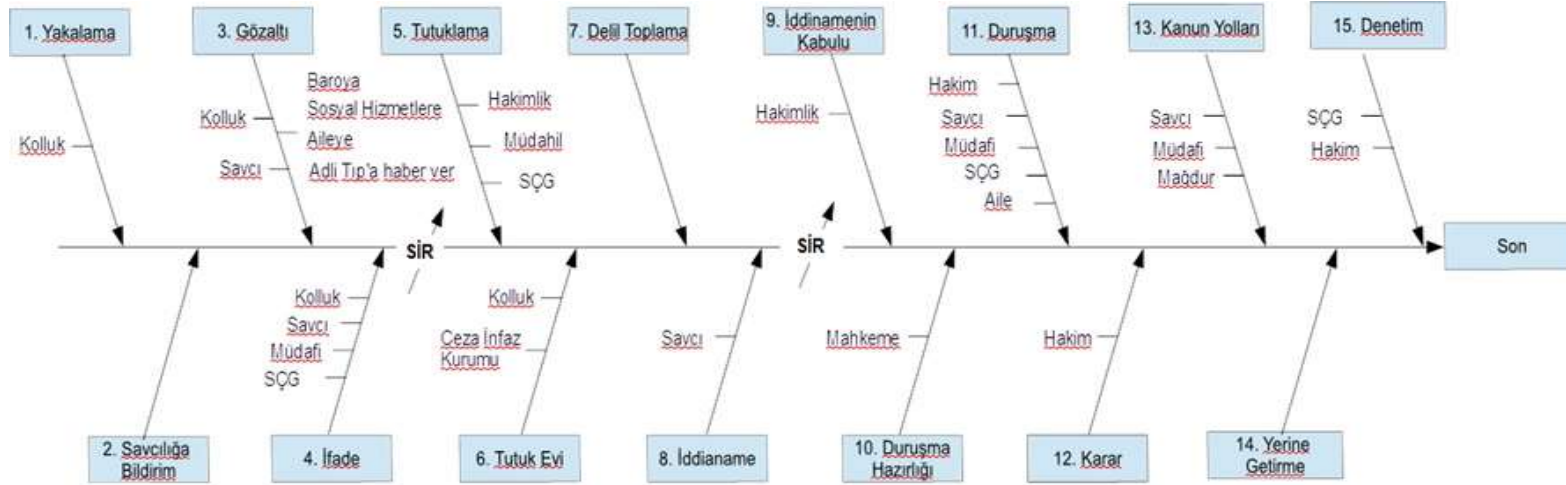 1. Yakalama
3. Gözaltı
5. Tutuklama
7. Delil Toplama
9. İddinamenin
Kabulu
11. Duruşma
13. Kanun Yolları
15. Denetim
Kolluk
Kolluk
Savcı
Baroya
Sosyal Hizmetlere
Aileye
Adli Tıp'a haber ver
Hakimlik
Müdahil
SÇG
Hakimlik
Hakim
Savcı
Müdafi
SÇG
Aile
Savcı
Müdafi
Mağdur
SÇG
Hakim
SİR
SİR
Son
Kolluk
Savcı
Müdafi
SÇG
Kolluk
Ceza İnfaz
Kurumu
Savcı
Mahkeme
Hakim
2. Savcılığa
Bildirim
4. İfade
6. Tutuk Evi
8. İddianame
10. Duruşma
Hazırlığı
12. Karar
14. Yerine
Getirme